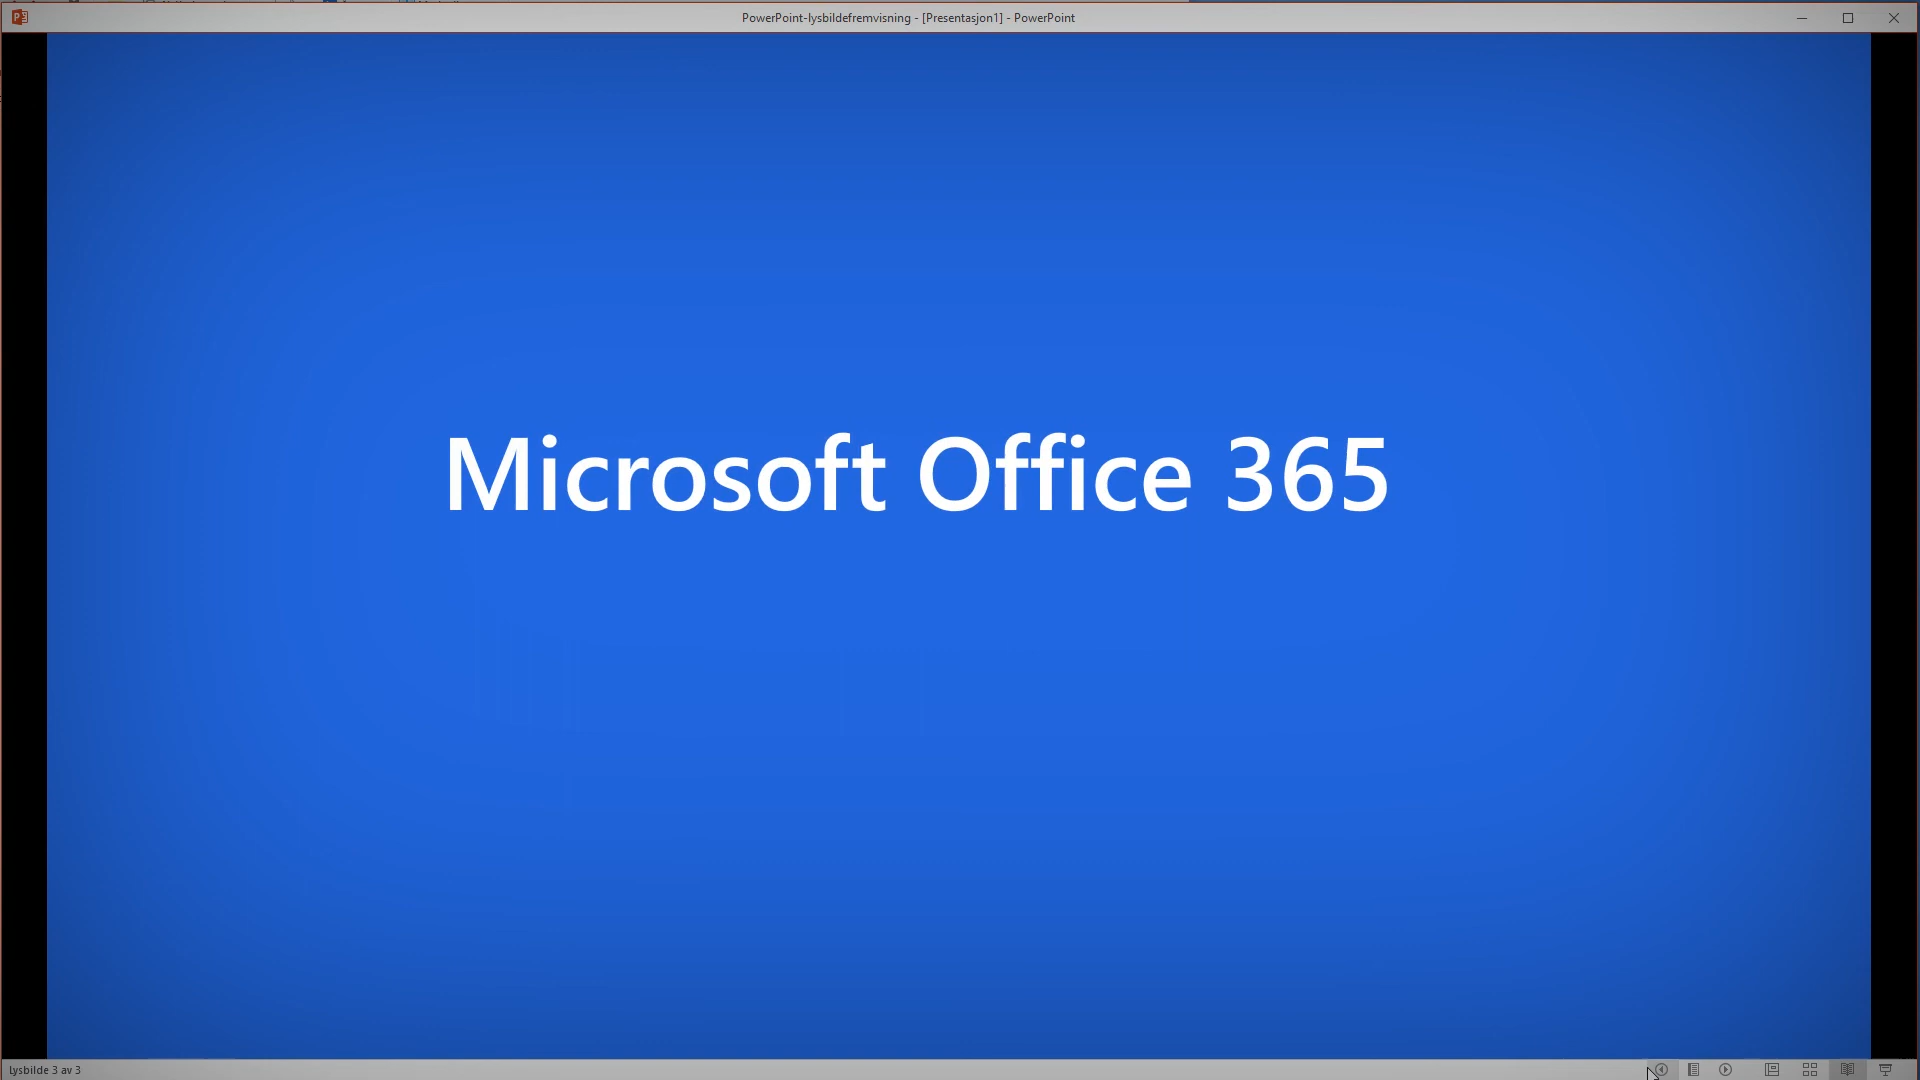 PowerPoint-lysbildefremvisning - [Presentasjon1] - PowerPoint
Microsoft Office 365
Lysbilde 3 av 3